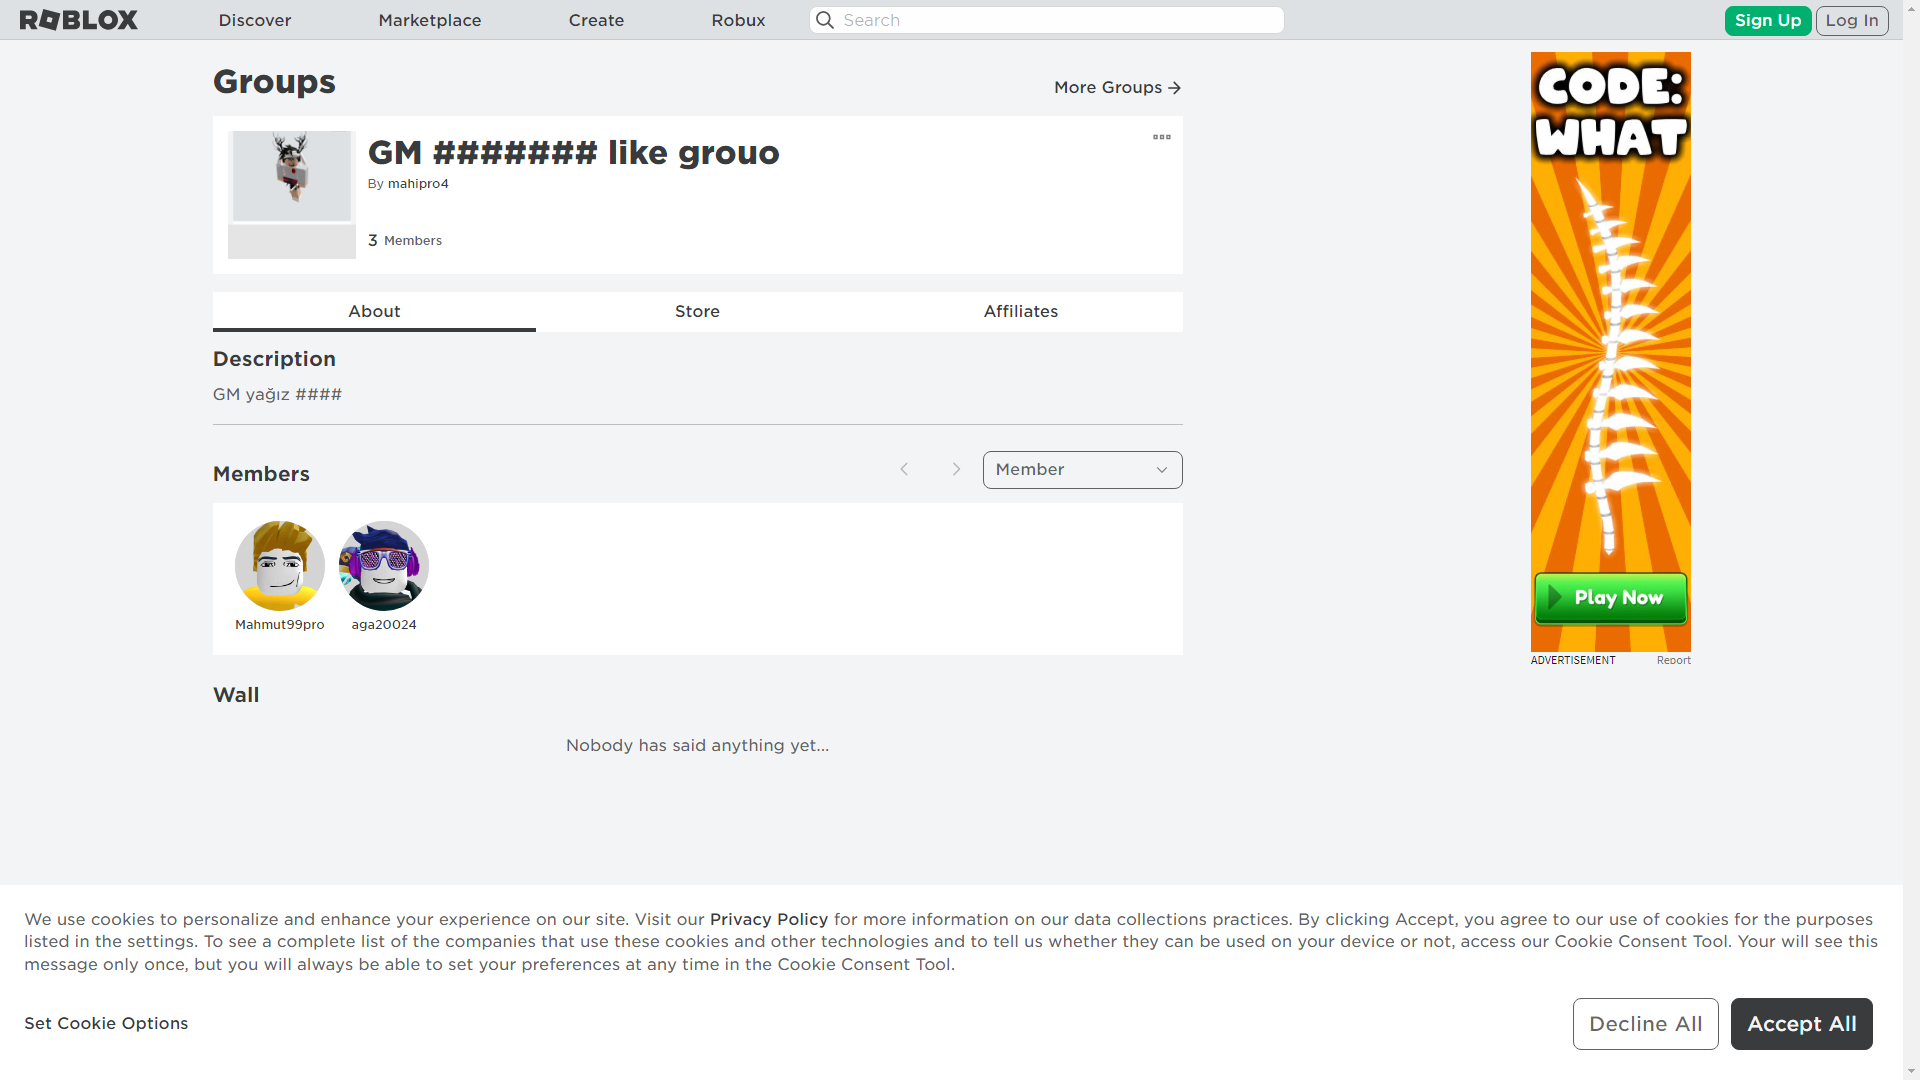 ROBLOX
Discover
Marketplace
Create
Robux
Search
Sign Up
Log In
Groups
More Groups
GM ####### like grouo
By mahipro4
3 Members
About
Store
Affiliates
Description
GM yağız ####
Members
Member
Mahmut99pro
aga20024
Wall
Nobody has said anything yet...
CODE:
WHAT
Play Now
ADVERTISEMENT
Report
We use cookies to personalize and enhance your experience on our site. Visit our Privacy Policy for more information on our data collections practices. By clicking Accept, you agree to our use of cookies for the purposes
listed in the settings. To see a complete list of the companies that use these cookies and other technologies and to tell us whether they can be used on your device or not, access our Cookie Consent Tool. Your will see this
message only once, but you will always be able to set your preferences at any time in the Cookie Consent Tool.
Set Cookie Options
Decline All
Accept All